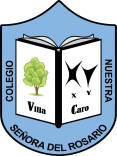 COLEGIO
NUESTRA
SEÑORA DEL ROSARIO
Villa
Caro
X
Y